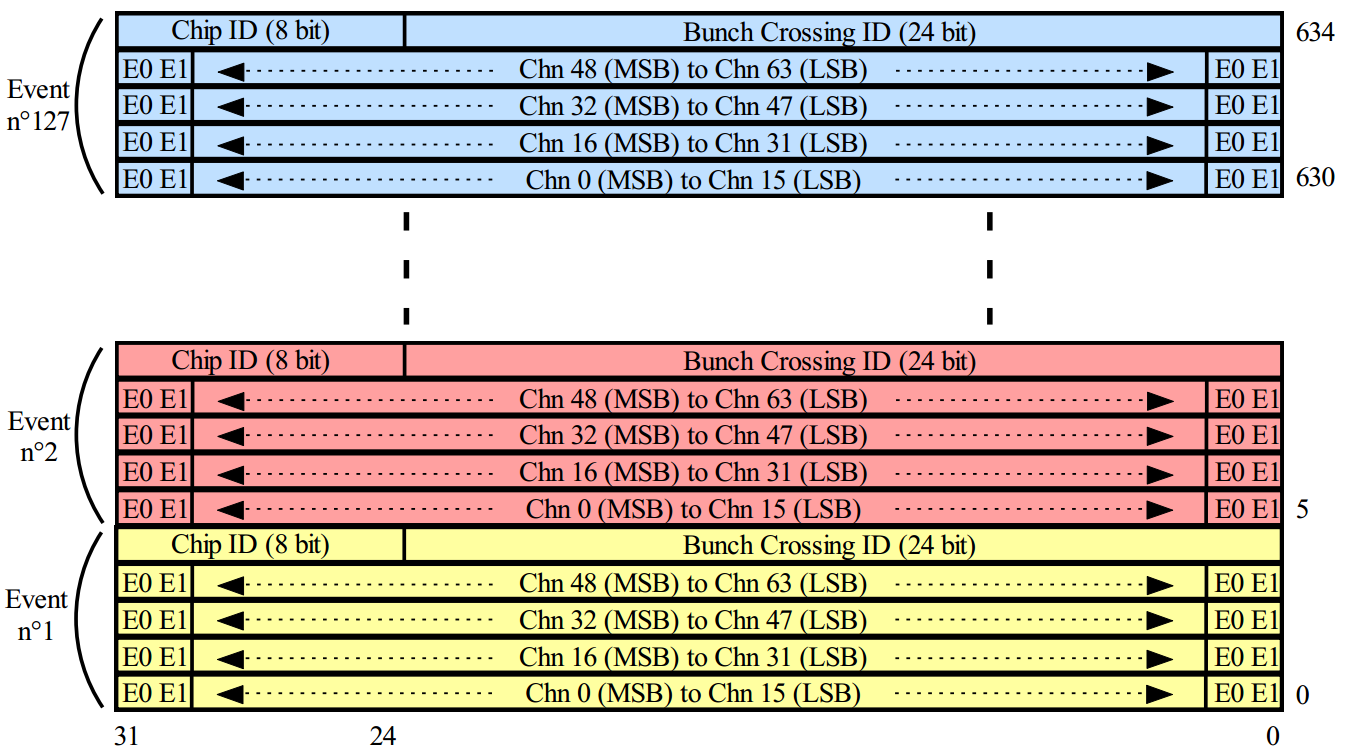 Chip ID (8 bit) Bunch Crossing ID (24 bit) 634
E0 E1 Chn 48 (MSB) to Chn 63 (LSB) E0 E1
Event
n°127
E0 E1 Chn 32 (MSB) to Chn 47 (LSB) E0 E1
E0 E1 Chn 16 (MSB) to Chn 31 (LSB) E0 E1
E0 E1 Chn 0 (MSB) to Chn 15 (LSB) E0 E1 630
Chip ID (8 bit) Bunch Crossing ID (24 bit)
E0 E1 Chn 48 (MSB) to Chn 63 (LSB) E0 E1
Event
n°2
E0 E1 Chn 32 (MSB) to Chn 47 (LSB) E0 E1
E0 E1 Chn 16 (MSB) to Chn 31 (LSB) E0 E1
E0 E1 Chn 0 (MSB) to Chn 15 (LSB) E0 E1 5
Chip ID (8 bit) Bunch Crossing ID (24 bit)
E0 E1 Chn 48 (MSB) to Chn 63 (LSB) E0 E1
Event
n°1
E0 E1 Chn 32 (MSB) to Chn 47 (LSB) E0 E1
E0 E1 Chn 16 (MSB) to Chn 31 (LSB) E0 E1
E0 E1 Chn 0 (MSB) to Chn 15 (LSB) E0 E1 0
31 24 0